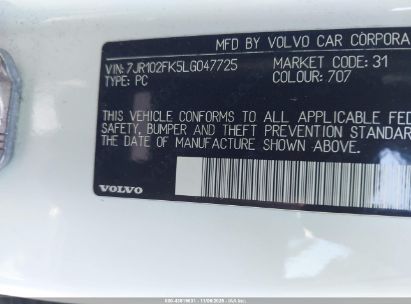 MFD. BY VOLVO CAR CORPORA
VIN: 7JR102FK5LG047725 MARKET CODE: 31
TYPE: PC COLOUR: 707
THIS VEHICLE CONFORMS TO ALL APPLICABLE FED
SAFETY, BUMPER AND THEFT PREVENTION STANDAR
THE DATE OF MANUFACTURE SHOWN ABOVE.
VOLVO